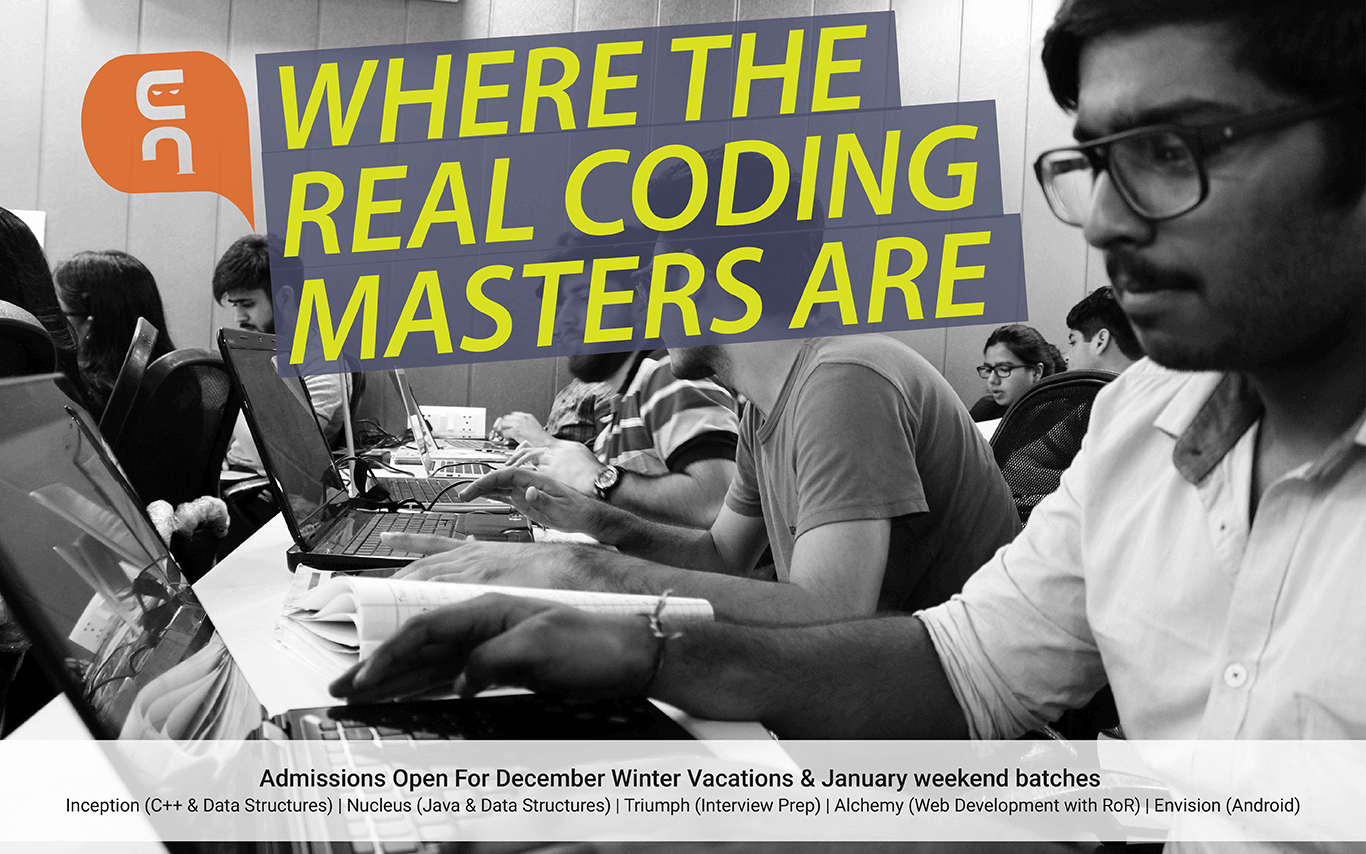 cn
WHERE THE
REAL CODING
MASTERS ARE
Admissions Open For December Winter Vacations & January weekend batches
Inception (C++ & Data Structures) | Nucleus (Java & Data Structures) | Triumph (Interview Prep) | Alchemy (Web Development with RoR) | Envision (Android)